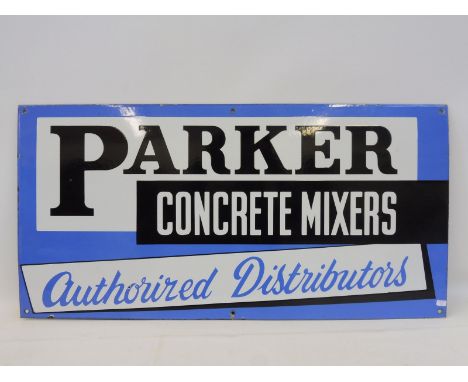 PARKER
CONCRETE MIXERS
Authorized Distributors